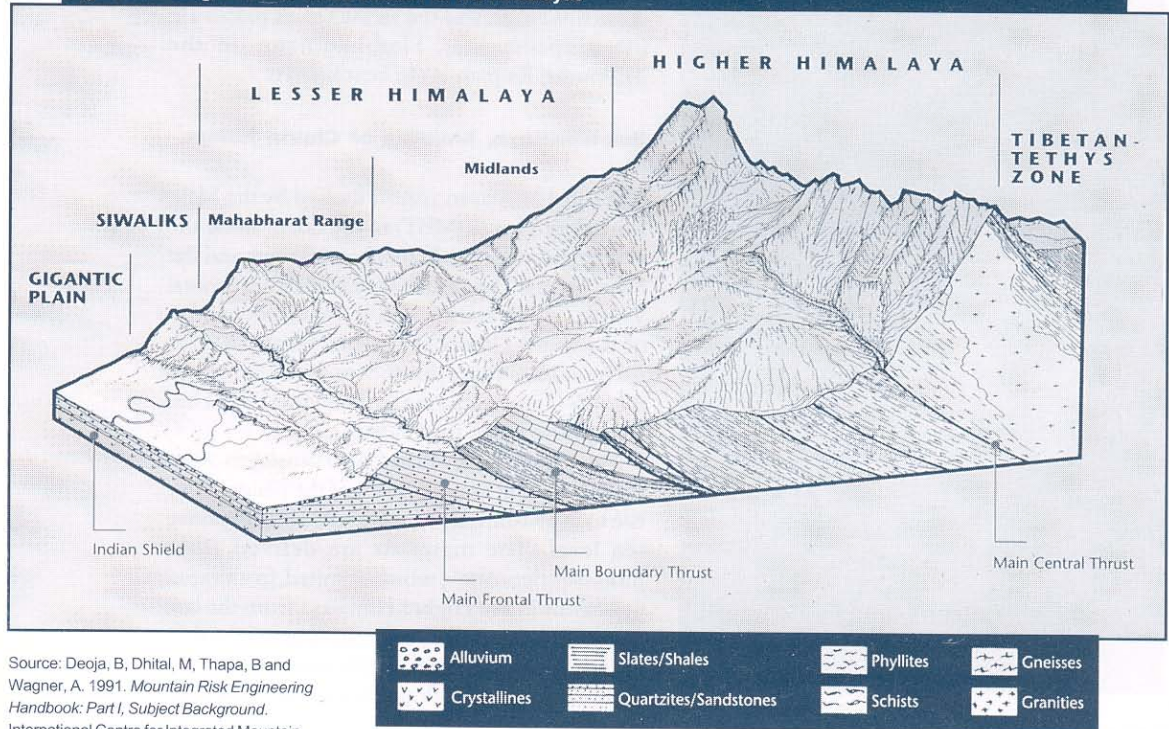 HIGHER HIMALAYA
LESSER HIMALAYA
TIBETAN-
TETHYS
ZONE
Midlands
SIWALIKS
Mahabharat Range
GIGANTIC
PLAIN
Indian Shield
Main Boundary Thrust
Main Central Thrust
Main Frontal Thrust
Source: Deoja, B, Dhital, M, Thapa, B and
Wagner, A. 1991. Mountain Risk Engineering
Handbook: Part I, Subject Background.
Alluvium
Slates/Shales
Phyllites
Gneisses
Crystallines
Quartzites/Sandstones
Schists
Granities